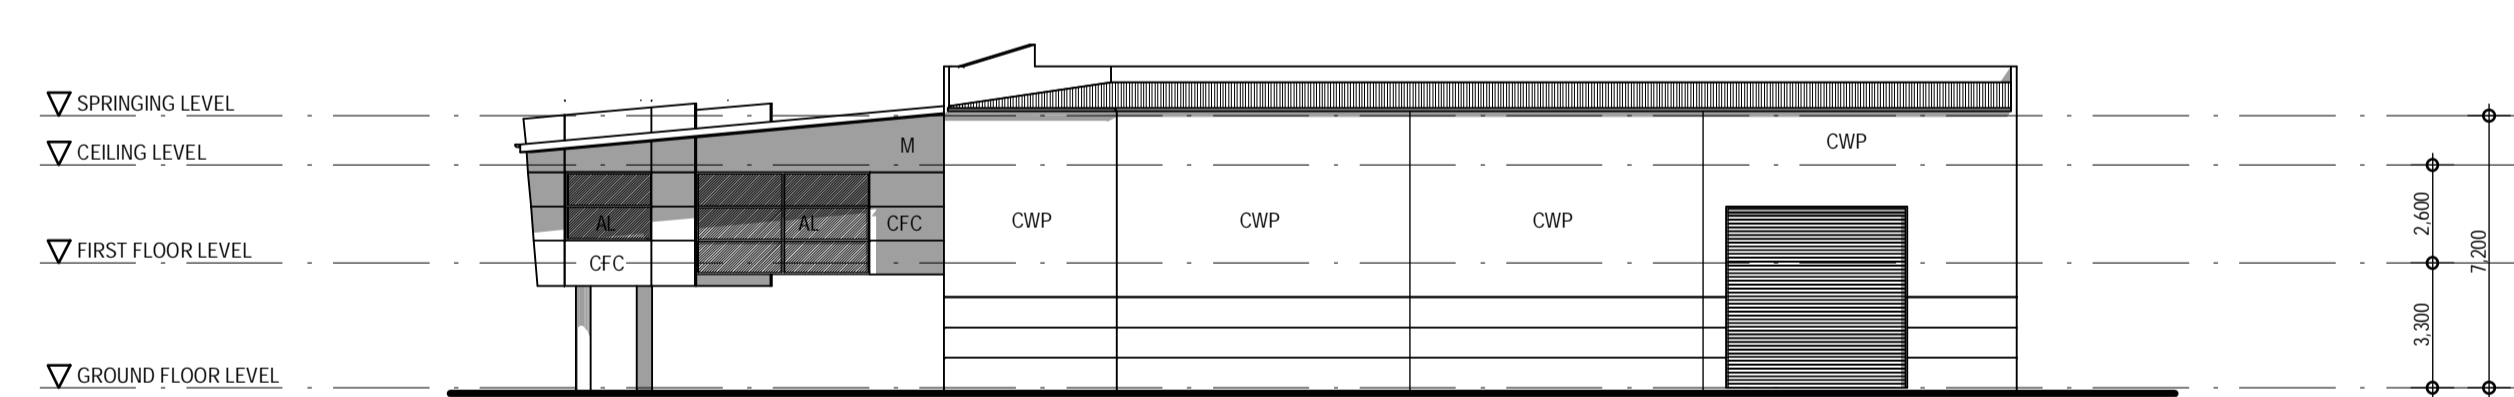 SPRINGING LEVEL
CEILING LEVEL
M
CWP
AL
AL
CFC
CWP
CWP
CWP
2,600
FIRST FLOOR LEVEL
CFC
7,200
3,300
GROUND FLOOR LEVEL